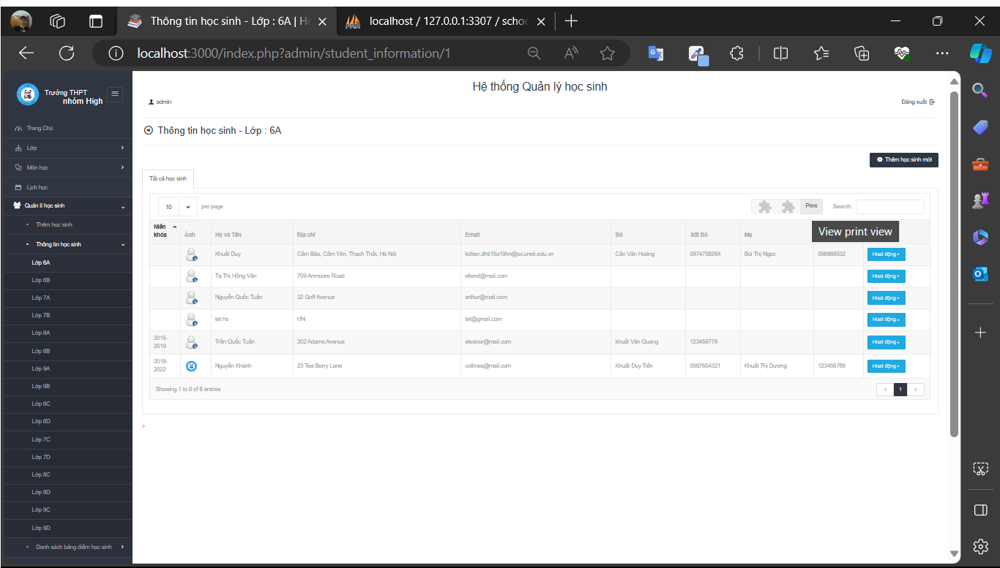 Thông tin học sinh - Lớp : 6A | Hệ
localhost / 127.0.0.1:3307 / schoo
localhost:3000/index.php?admin/student_information/1
Trường THPT
nhóm High
Trang Chủ
Lớp
Môn học
Lịch học
Quản lí học sinh
Thêm học sinh
Thông tin học sinh
Lớp 6A
Lớp 6B
Lớp 7A
Lớp 7B
Lớp 8A
Lớp 8B
Lớp 9A
Lớp 9B
Lớp 6C
Lớp 6D
Lớp 7C
Lớp 7D
Lớp 8C
Lớp 8D
Lớp 9C
Lớp 9D
Danh sách bảng điểm học sinh
Hệ thống Quản lý học sinh
admin
Đăng xuất
Thông tin học sinh - Lớp : 6A
Thêm học sinh mới
Tất cả học sinh
10 per page
Print Search:
View print view
Niên khóa Ảnh Họ và Tên Địa chỉ Email Bố Sđt Bố Mẹ
Khuất Duy Cẩm Bào, Cẩm Yên, Thạch Thất, Hà Nội kdtien.dhti15a19hn@sv.uneti.edu.vn Cấn Văn Hoàng 0974758284 Bùi Thị Ngọc 098968532 Hoạt động
Tạ Thị Hồng Vân 709 Anmoore Road ellend@mail.com Hoạt động
Nguyễn Quốc Tuấn 32 Goff Avenue arthur@mail.com Hoạt động
tet hs HN tet@gmail.com Hoạt động
2015-2019 Trần Quốc Tuấn 302 Adams Avenue eleanor@mail.com khuất Văn Quang 123456778 Hoạt động
2018-2022 Nguyễn Khánh 23 Tea Berry Lane collines@mail.com Khuất Duy Tiến 0987654321 Khuất Thị Dương 123456789 Hoạt động
Showing 1 to 6 of 6 entries
‹ 1 ›
>